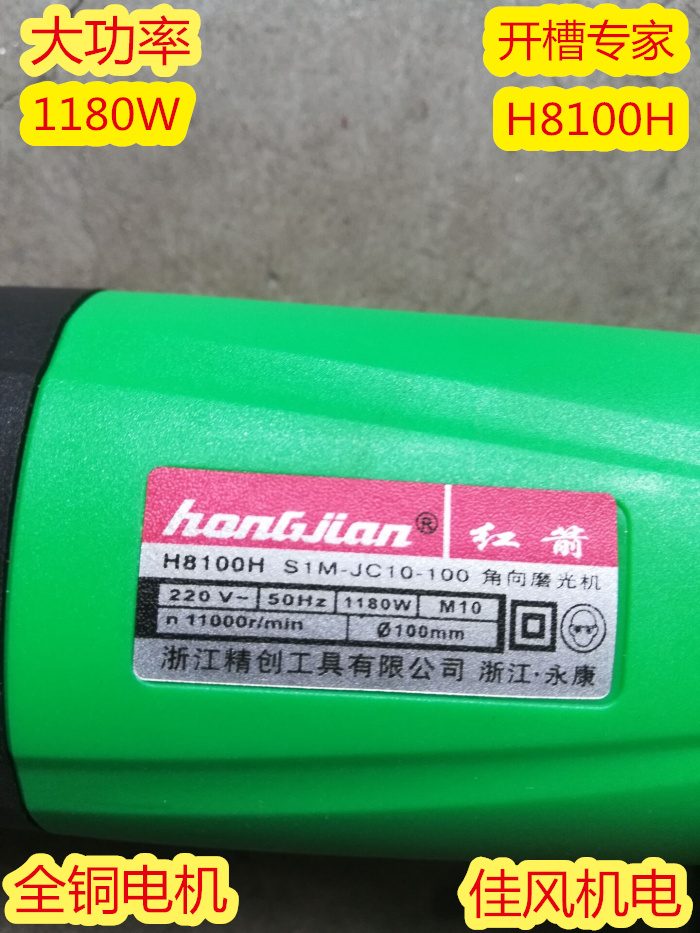 大功率
1180W
开槽专家
H8100H
hongjian® 红箭
H8100H S1M-JC10-100 角向磨光机
220 V~ 50Hz 1180W M10
n 11000r/min Ø100mm
浙江精创工具有限公司 浙江·永康
全铜电机
佳风机电